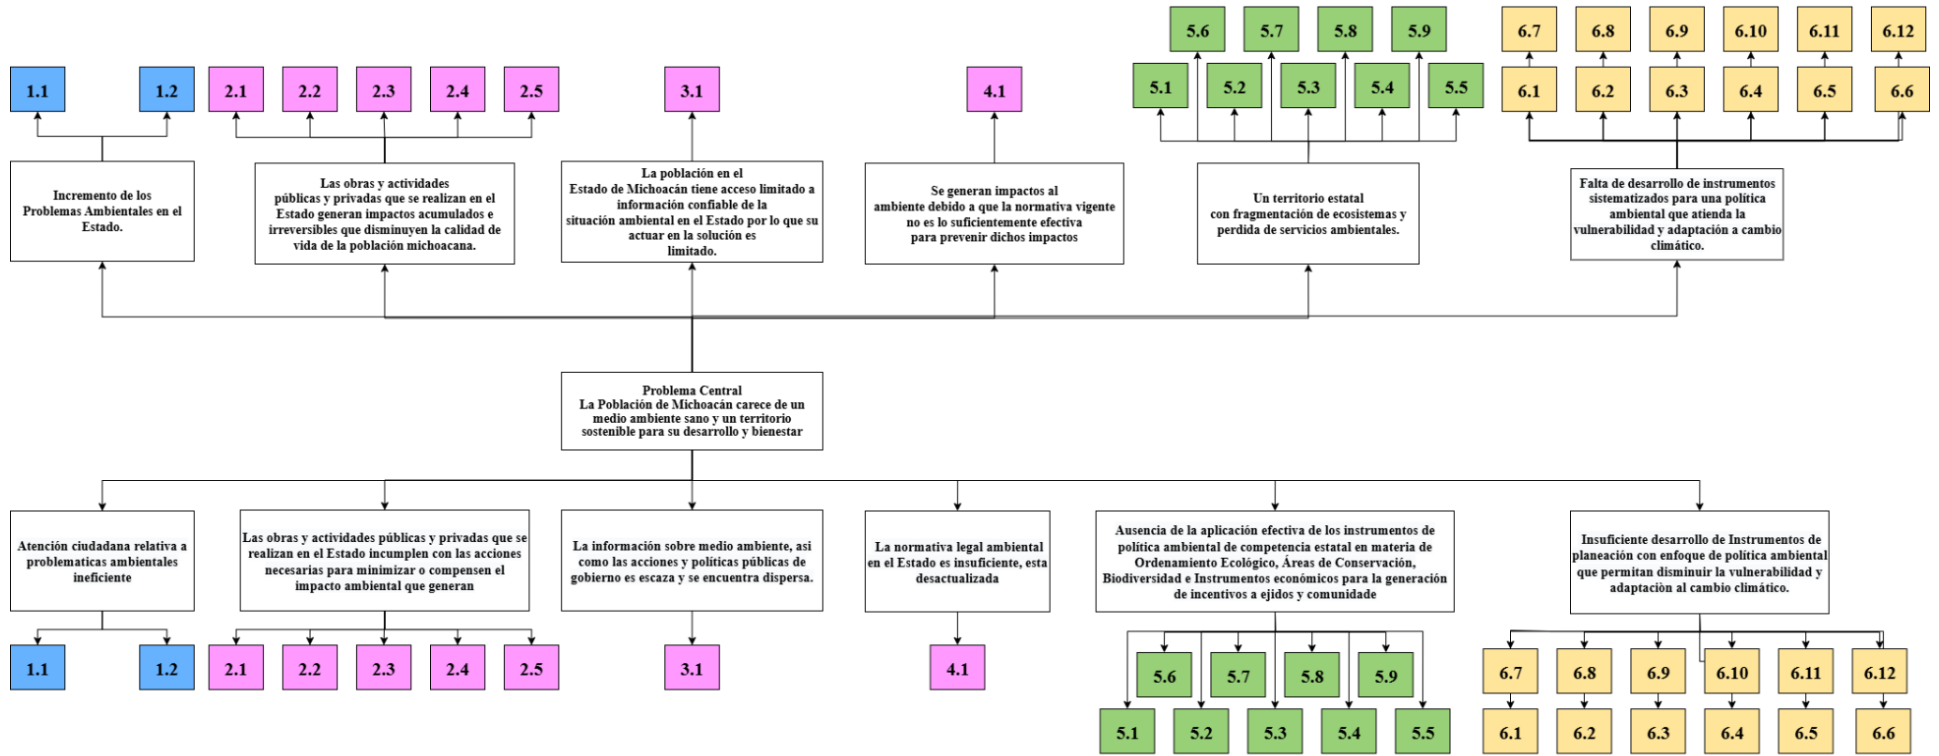 5.6 5.7 5.8 5.9 6.7 6.8 6.9 6.10 6.11 6.12
1.1 1.2 2.1 2.2 2.3 2.4 2.5 3.1 4.1 5.1 5.2 5.3 5.4 5.5 6.1 6.2 6.3 6.4 6.5 6.6
Incremento de los
Problemas Ambientales en el
Estado.
Las obras y actividades
públicas y privadas que se realizan en el
Estado generan impactos acumulados e
irreversibles que disminuyen la calidad de
vida de la población michoacana.
La población en el
Estado de Michoacán tiene acceso limitado a
información confiable de la
situación ambiental en el Estado por lo que su
actuar en la solución es
limitado.
Se generan impactos al
ambiente debido a que la normativa vigente
no es lo suficientemente efectiva
para prevenir dichos impactos
Un territorio estatal
con fragmentación de ecosistemas y
perdida de servicios ambientales.
Falta de desarrollo de instrumentos
sistematizados para una política
ambiental que atienda la
vulnerabilidad y adaptación a cambio
climático.
Problema Central
La Población de Michoacán carece de un
medio ambiente sano y un territorio
sostenible para su desarrollo y bienestar
Atención ciudadana relativa a
problematicas ambientales
ineficiente
Las obras y actividades públicas y privadas que se
realizan en el Estado incumplen con las acciones
necesarias para minimizar o compensen el
impacto ambiental que generan
La información sobre medio ambiente, asi
como las acciones y políticas públicas de
gobierno es escaza y se encuentra dispersa.
La normativa legal ambiental
en el Estado es insuficiente, esta
desactualizada
Ausencia de la aplicación efectiva de los instrumentos de
política ambiental de competencia estatal en materia de
Ordenamiento Ecológico, Áreas de Conservación,
Biodiversidad e Instrumentos económicos para la generación
de incentivos a ejidos y comunidade
Insuficiente desarrollo de Instrumentos de
planeación con enfoque de política ambiental
que permitan disminuir la vulnerabilidad y
adaptaciòn al cambio climático.
1.1 1.2 2.1 2.2 2.3 2.4 2.5 3.1 4.1 5.6 5.7 5.8 5.9 6.7 6.8 6.9 6.10 6.11 6.12
5.1 5.2 5.3 5.4 5.5 6.1 6.2 6.3 6.4 6.5 6.6